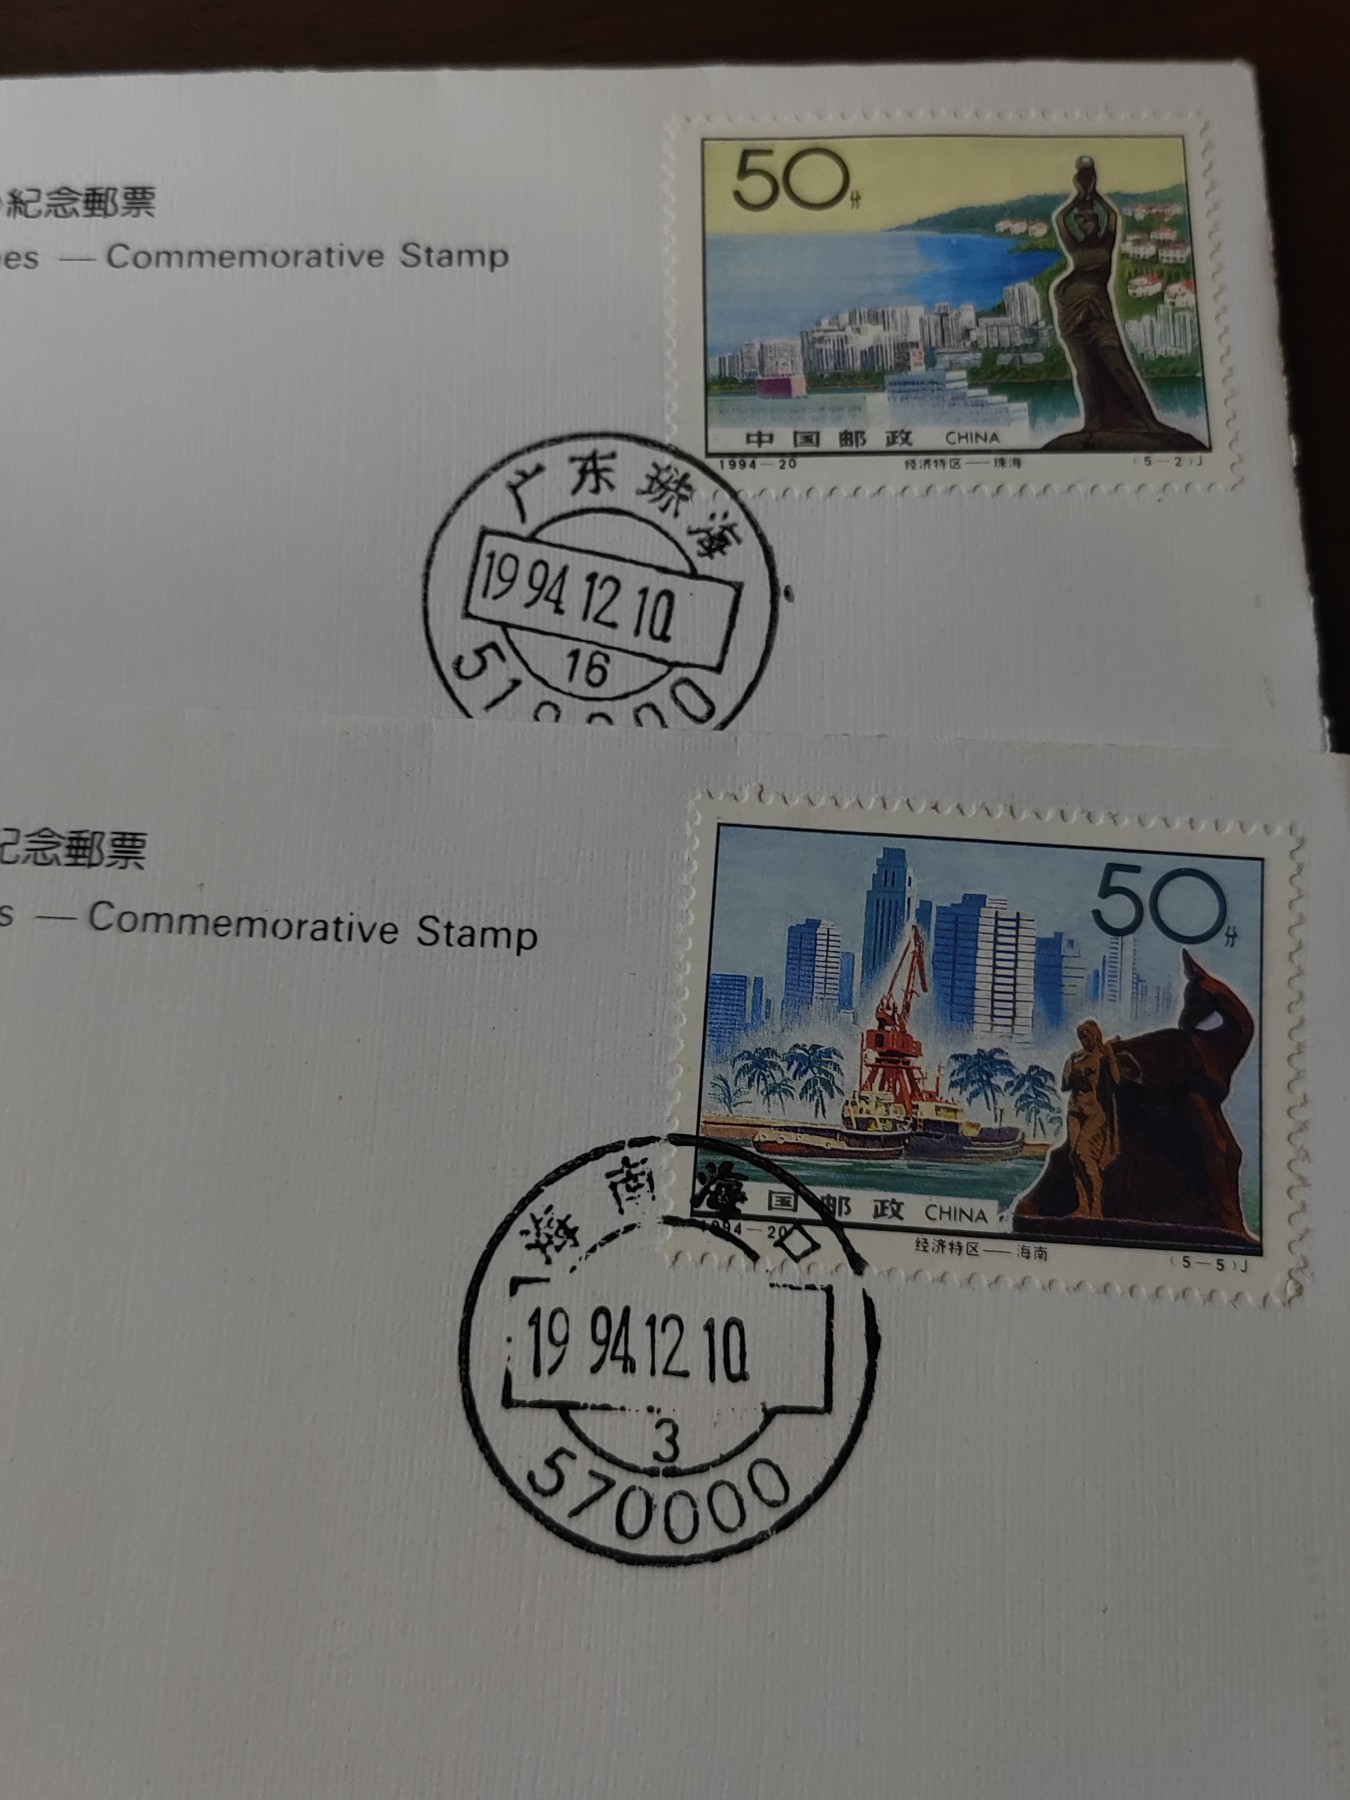 紀念郵票
nes — Commemorative Stamp
50分
中国邮政 CHINA
1994—20 经济特区——珠海 (5—2)J
广东珠海
1994.12.10
16
紀念郵票
s — Commemorative Stamp
50分
国邮政 CHINA
1994—20 经济特区——海南 (5—5)J
海南海口
1994.12.10
3
570000